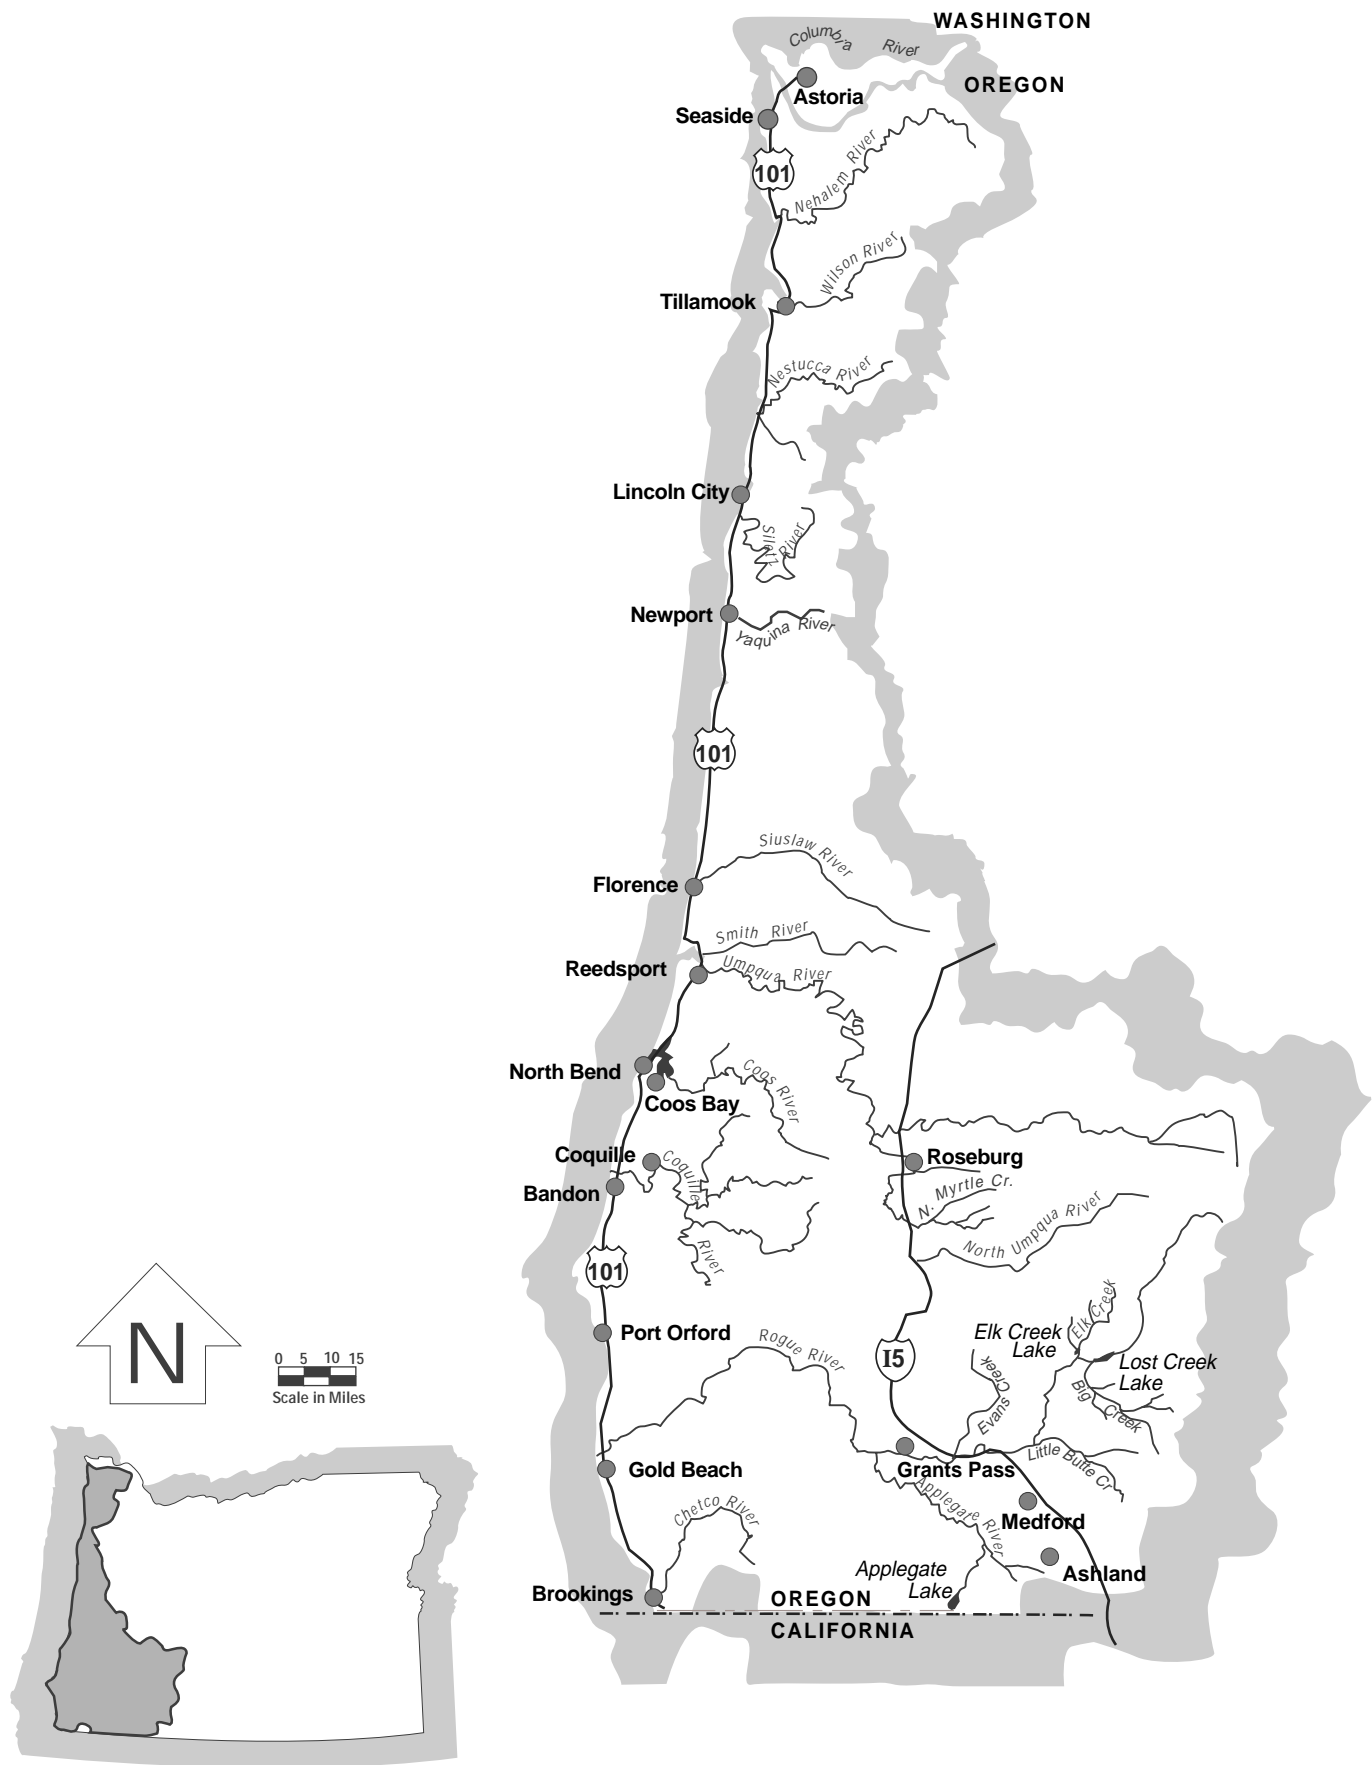 WASHINGTON
Columbia River
OREGON
Astoria
Seaside
101
Nehalem River
Wilson River
Tillamook
Nestucca River
Lincoln City
Siletz River
Newport
Yaquina River
101
Siuslaw River
Florence
Smith River
Reedsport
Umpqua River
North Bend
Coos River
Coos Bay
Coquille
Coquille River
Roseburg
Bandon
N. Myrtle Cr.
North Umpqua River
101
Elk Creek
Port Orford
Rogue River
Elk Creek
Lake
I5
Lost Creek
Lake
Big Creek
Evans Creek
N
0 5 10 15
Scale in Miles
Little Butte Cr
Gold Beach
Grants Pass
Applegate River
Chetco River
Medford
Ashland
Applegate
Lake
Brookings
OREGON
CALIFORNIA